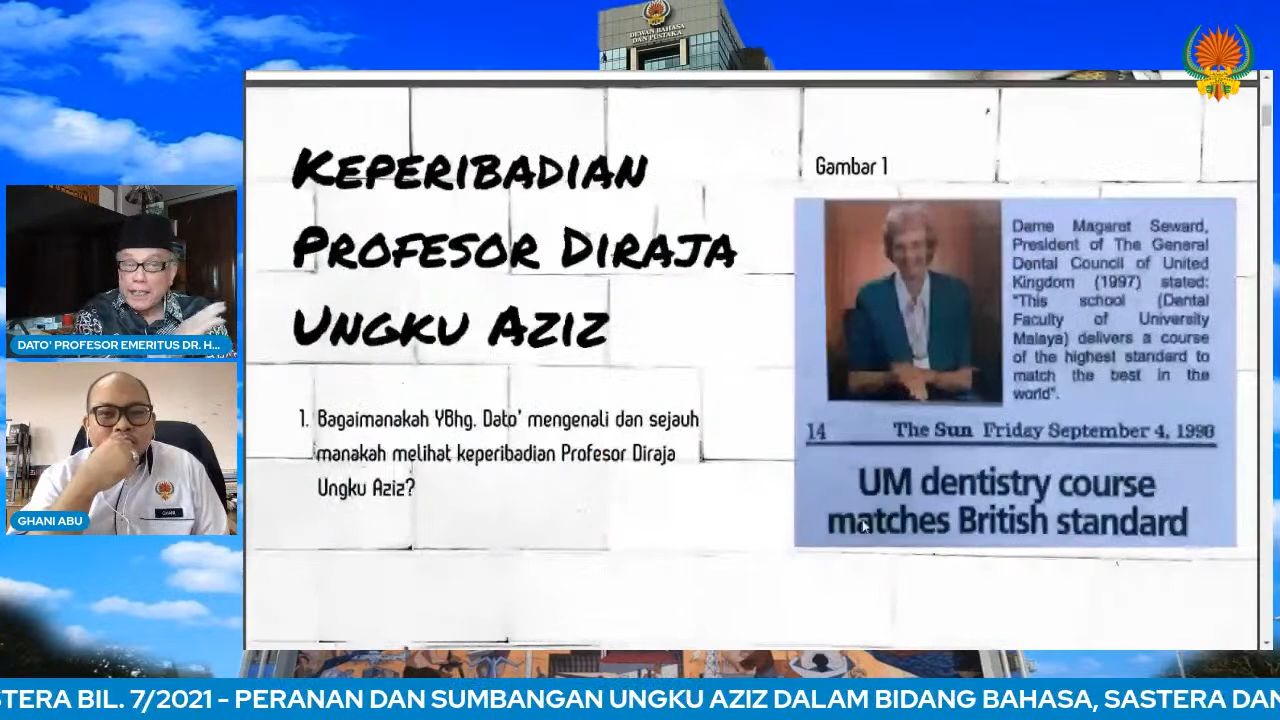 DEWAN BAHASA
DAN PUSTAKA
KEPERIBADIAN
PROFESOR DIRAJA
UNGKU AZIZ
1. Bagaimanakah YBhg. Dato' mengenali dan sejauh
manakah melihat keperibadian Profesor Diraja
Ungku Aziz?
Gambar 1
Dame Magaret Seward,
President of The General
Dental Council of United
Kingdom (1997) stated:
"This school (Dental
Faculty of University
Malaya) delivers a course
of the highest standard to
match the best in the
world".
14 The Sun Friday September 4, 1998
UM dentistry course
matches British standard
DATO' PROFESOR EMERITUS DR. H...
GHANI ABU
STERA BIL. 7/2021 - PERANAN DAN SUMBANGAN UNGKU AZIZ DALAM BIDANG BAHASA, SASTERA DAN